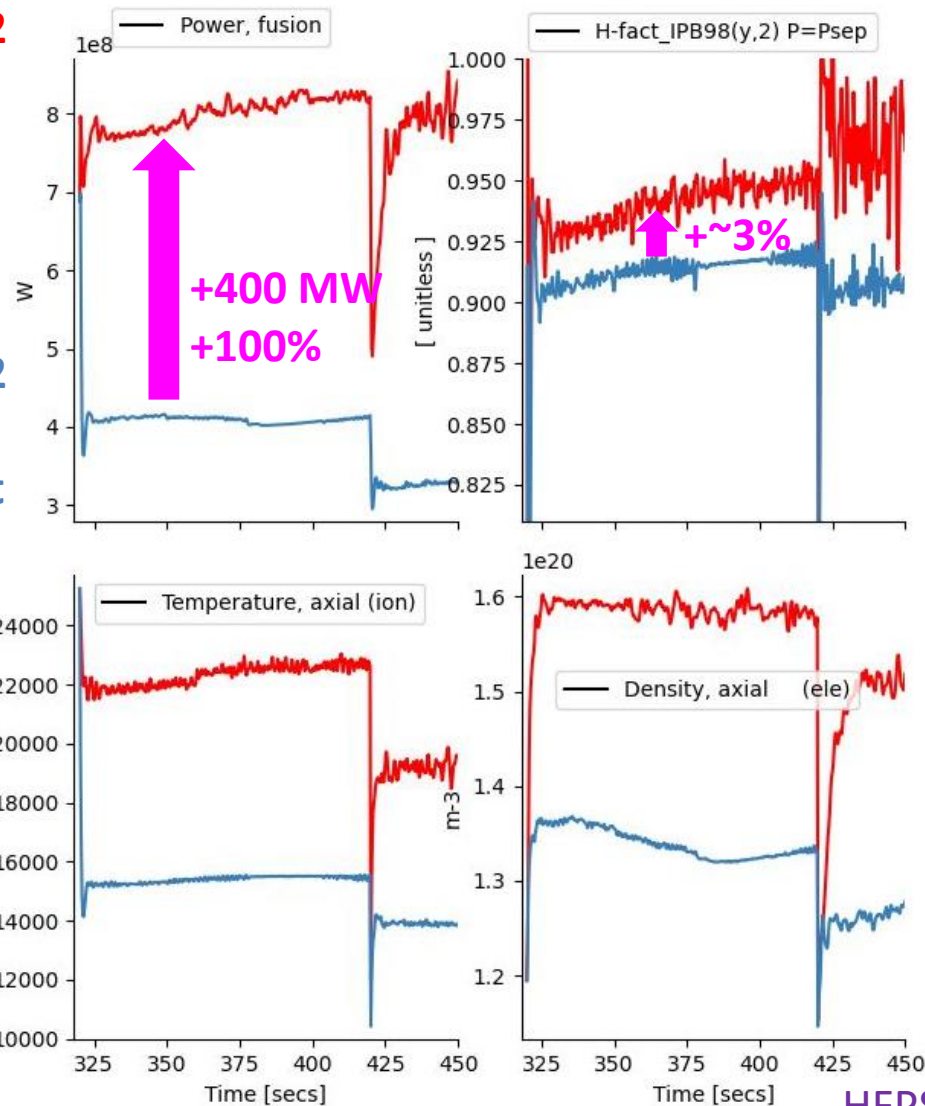 2
Power, fusion
1e8
8
7
6
5
4
3
W
+400 MW
+100%
2
t
H-fact_IPB98(y,2) P=Psep
1.000
0.975
0.950
0.925
0.900
0.875
0.850
0.825
[ unitless ]
+~3%
Temperature, axial (ion)
24000
22000
20000
18000
16000
14000
12000
10000
325 350 375 400 425 450
Time [secs]
1e20
1.6
1.5
1.4
1.3
1.2
m-3
Density, axial (ele)
325 350 375 400 425 450
Time [secs]